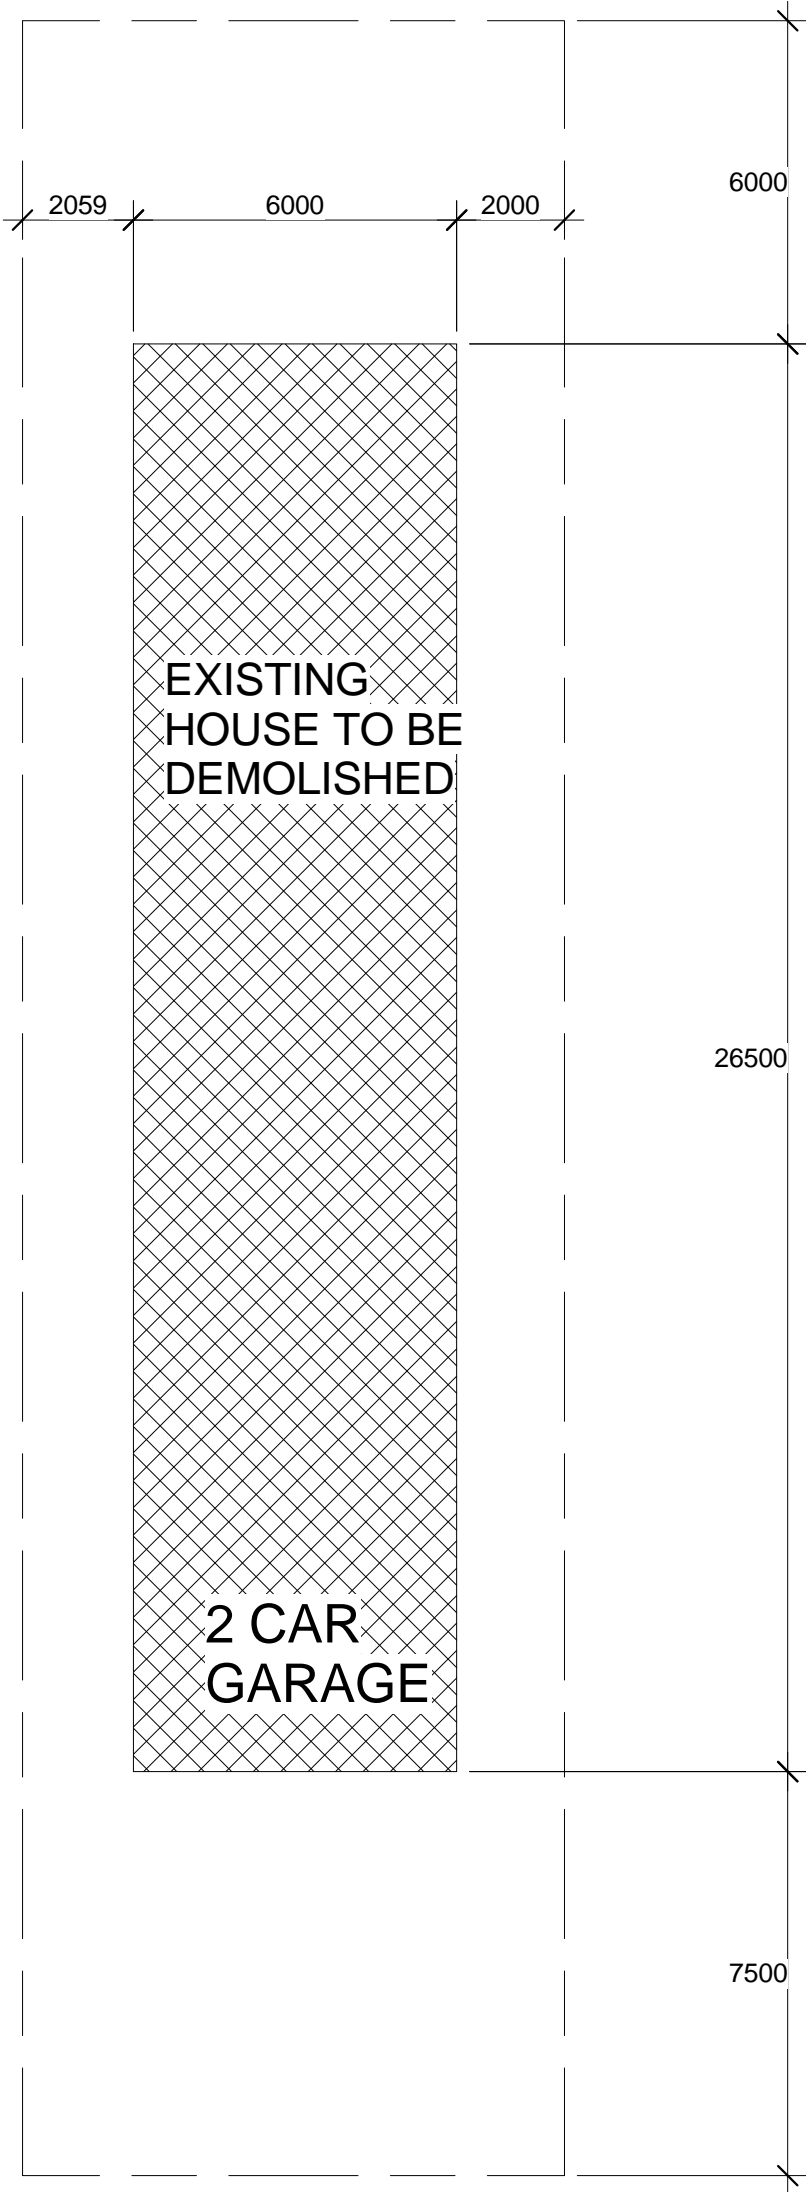 6000
2059
6000
2000
EXISTING
HOUSE TO BE
DEMOLISHED
26500
2 CAR
GARAGE
7500